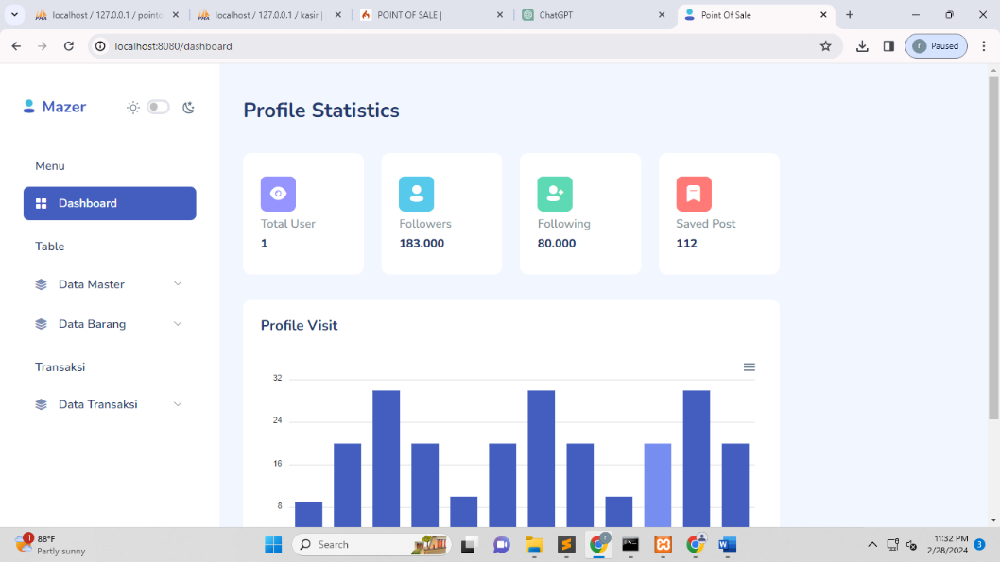 localhost / 127.0.0.1 / pointo
localhost / 127.0.0.1 / kasir |
POINT OF SALE |
ChatGPT
Point Of Sale
localhost:8080/dashboard
r
Paused
Mazer
Menu
Dashboard
Table
Data Master
Data Barang
Transaksi
Data Transaksi
Profile Statistics
Total User
1
Followers
183.000
Following
80.000
Saved Post
112
Profile Visit
32
24
16
8
1
88°F
Partly sunny
Search
11:32 PM
2/28/2024
3